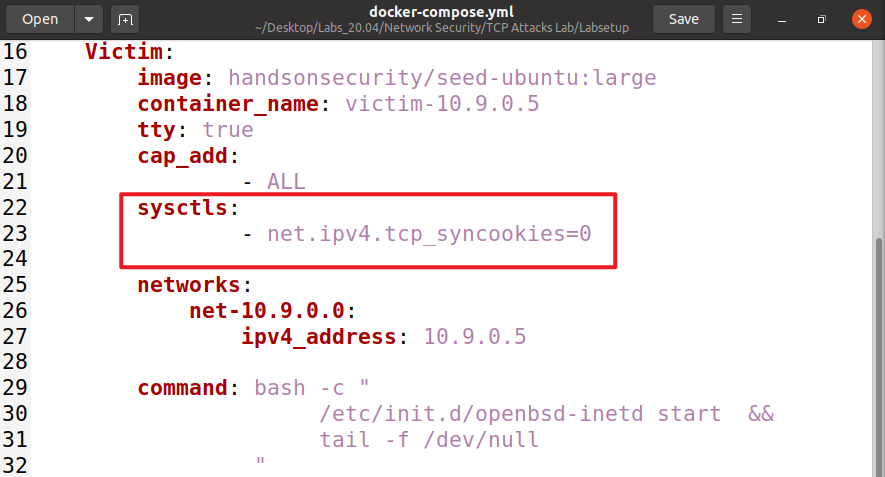 docker-compose.yml
Open
~/Desktop/Labs_20.04/Network Security/TCP Attacks Lab/Labsetup
Save
16     Victim:
17         image: handsonsecurity/seed-ubuntu:large
18         container_name: victim-10.9.0.5
19         tty: true
20         cap_add:
21                 - ALL
22         sysctls:
23                 - net.ipv4.tcp_syncookies=0
24
25         networks:
26             net-10.9.0.0:
27                 ipv4_address: 10.9.0.5
28
29         command: bash -c "
30                       /etc/init.d/openbsd-inetd start  &&
31                       tail -f /dev/null
32                  "